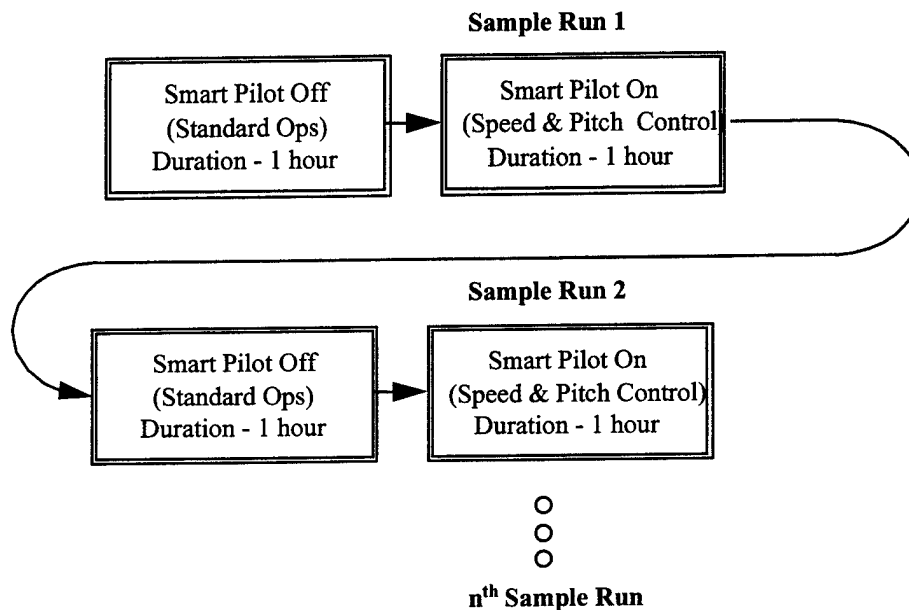 Sample Run 1
Smart Pilot Off
(Standard Ops)
Duration - 1 hour
Smart Pilot On
(Speed & Pitch Control
Duration - 1 hour
Sample Run 2
Smart Pilot Off
(Standard Ops)
Duration - 1 hour
Smart Pilot On
(Speed & Pitch Control)
Duration - 1 hour
nth Sample Run